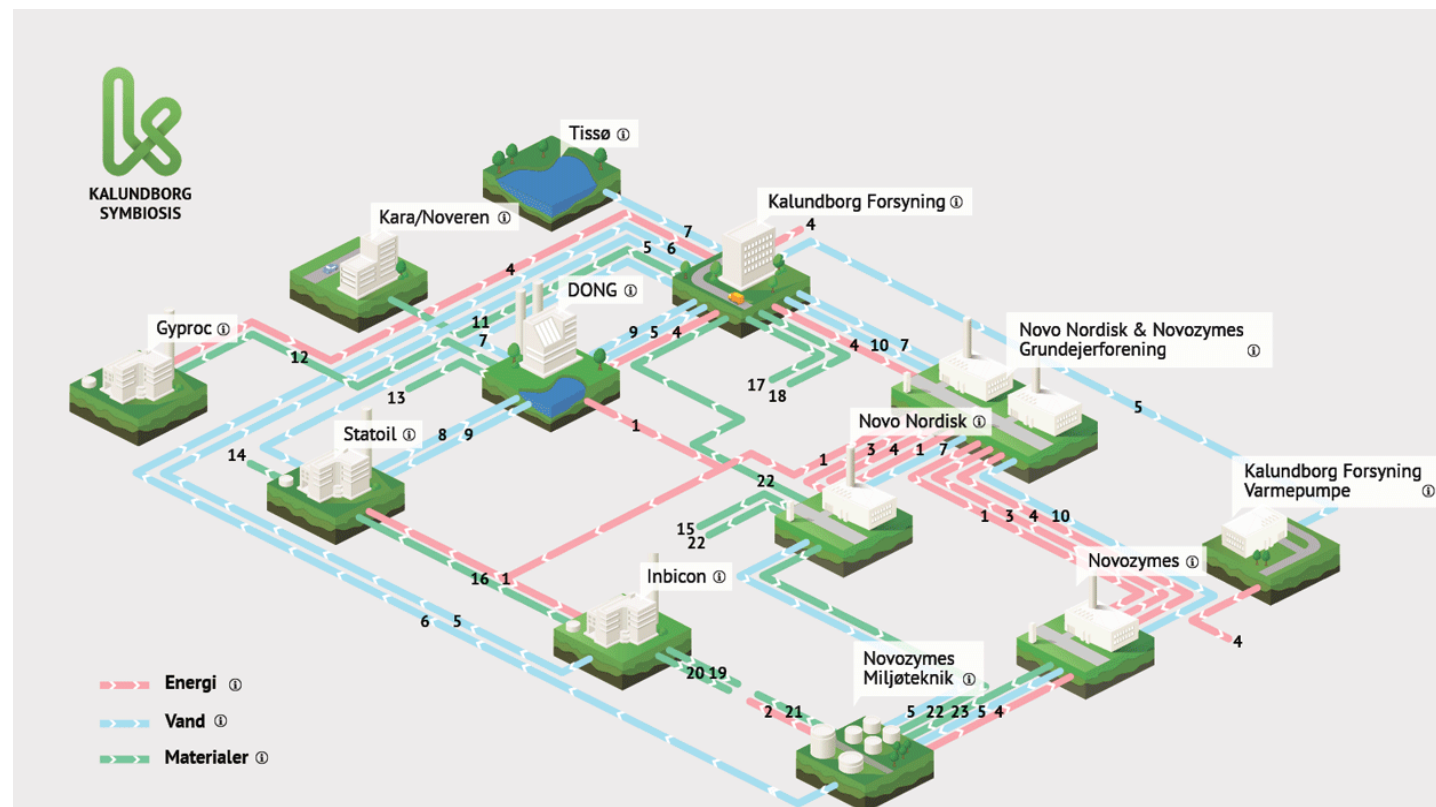 KALUNDBORG
SYMBIOSIS
Tissø
Kalundborg Forsyning
Kara/Noveren
DONG
Gyproc
Novo Nordisk & Novozymes
Grundejerforening
Statoil
Novo Nordisk
Kalundborg Forsyning
Varmepumpe
Inbicon
Novozymes
Novozymes
Miljøteknik
4
7
5 6
4
11
7
12
13
9 5 4
4 10 7
17
18
5
8 9
1
14
1 3 4 1 7
22
15
22
1 3 4 10
16 1
6 5
4
20 19
2 21
5 22 23 5 4
Energi
Vand
Materialer